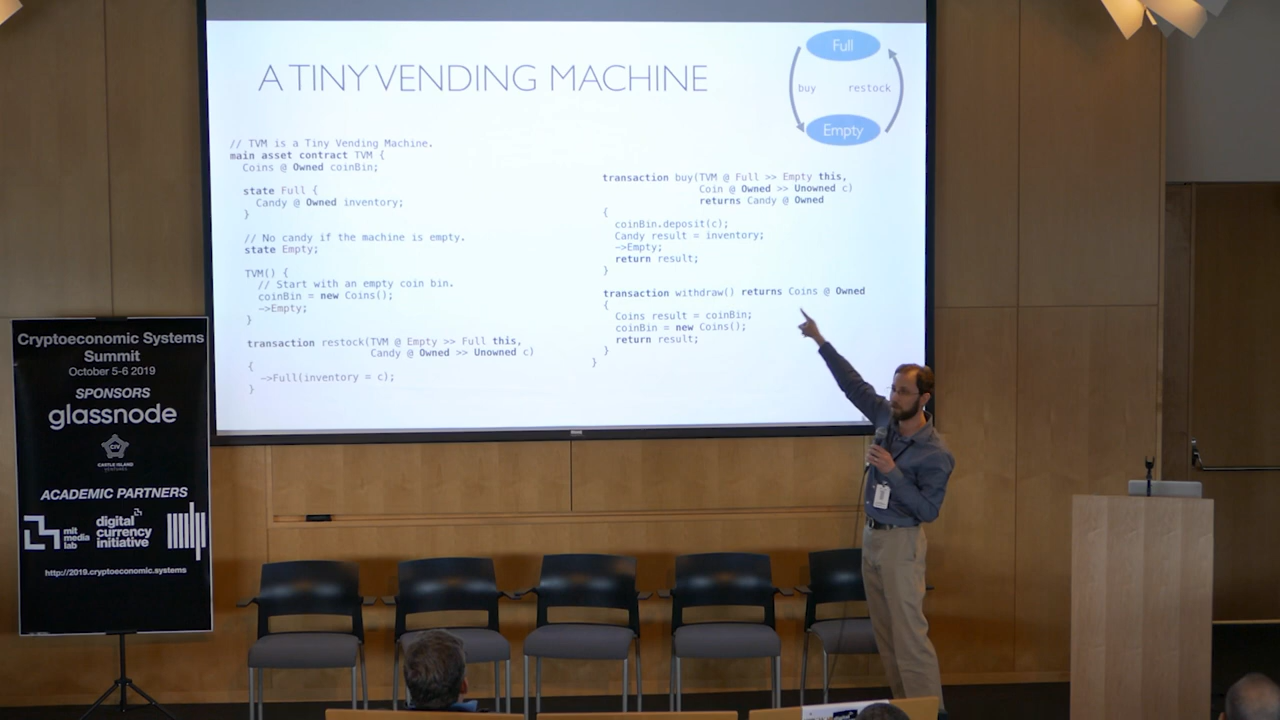 A TINY VENDING MACHINE
Full
buy restock
Empty
// TVM is a Tiny Vending Machine.
main asset contract TVM {
Coins @ Owned coinBin;
state Full {
Candy @ Owned inventory;
}
// No candy if the machine is empty.
state Empty;
TVM() {
// Start with an empty coin bin.
coinBin = new Coins();
->Empty;
}
transaction restock(TVM @ Empty >> Full this,
Candy @ Owned >> Unowned c)
{
->Full(inventory = c);
}
transaction buy(TVM @ Full >> Empty this,
Coin @ Owned >> Unowned c)
returns Candy @ Owned
{
coinBin.deposit(c);
Candy result = inventory;
->Empty;
return result;
}
transaction withdraw() returns Coins @ Owned
{
Coins result = coinBin;
coinBin = new Coins();
return result;
}
}
Cryptoeconomic Systems
Summit
October 5-6 2019
SPONSORS
glassnode
CIV
CASTLE ISLAND
VENTURES
ACADEMIC PARTNERS
mit
media
lab
digital
currency
initiative
http://2019.cryptoeconomic.systems